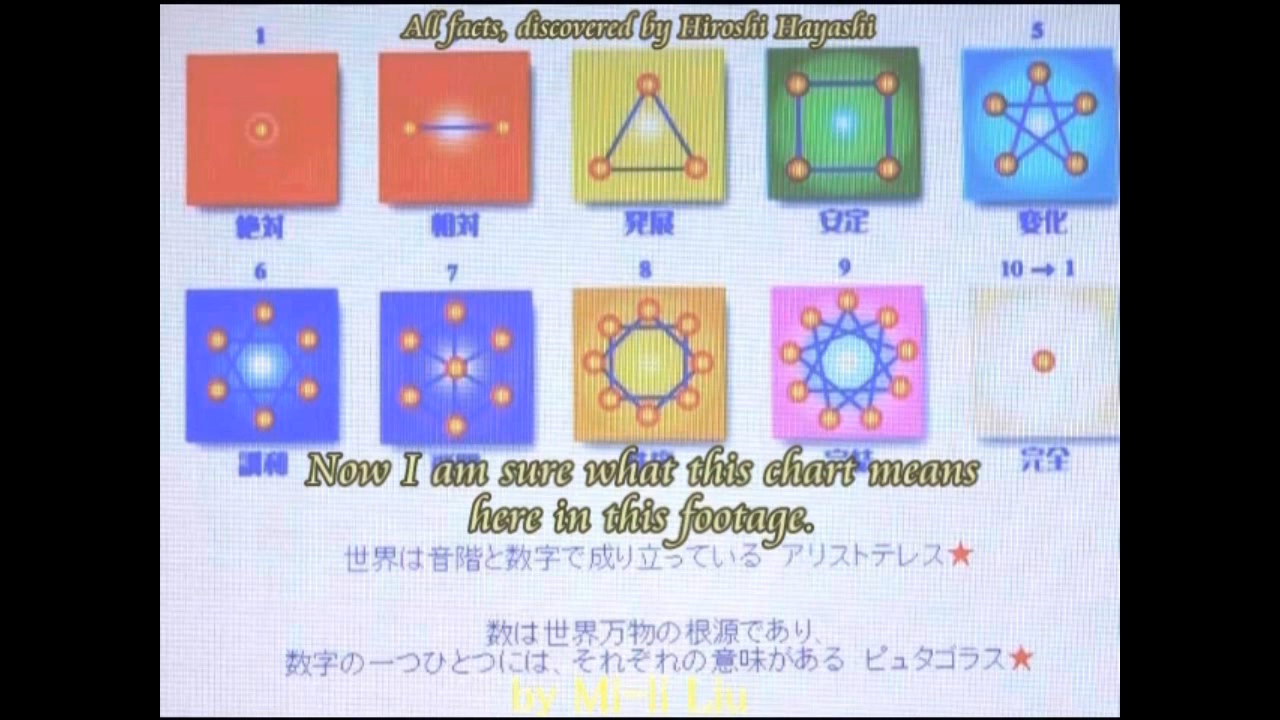 All facts, discovered by Hiroshi Hayashi
1
5
絶対
相対
発展
安定
変化
6
7
8
9
10 → 1
調和
完全
Now I am sure what this chart means
here in this footage.
世界は音階と数字で成り立っている アリストテレス★
数は世界万物の根源であり、
数字の一つひとつには、それぞれの意味がある ピュタゴラス★
by Mi-li Liu